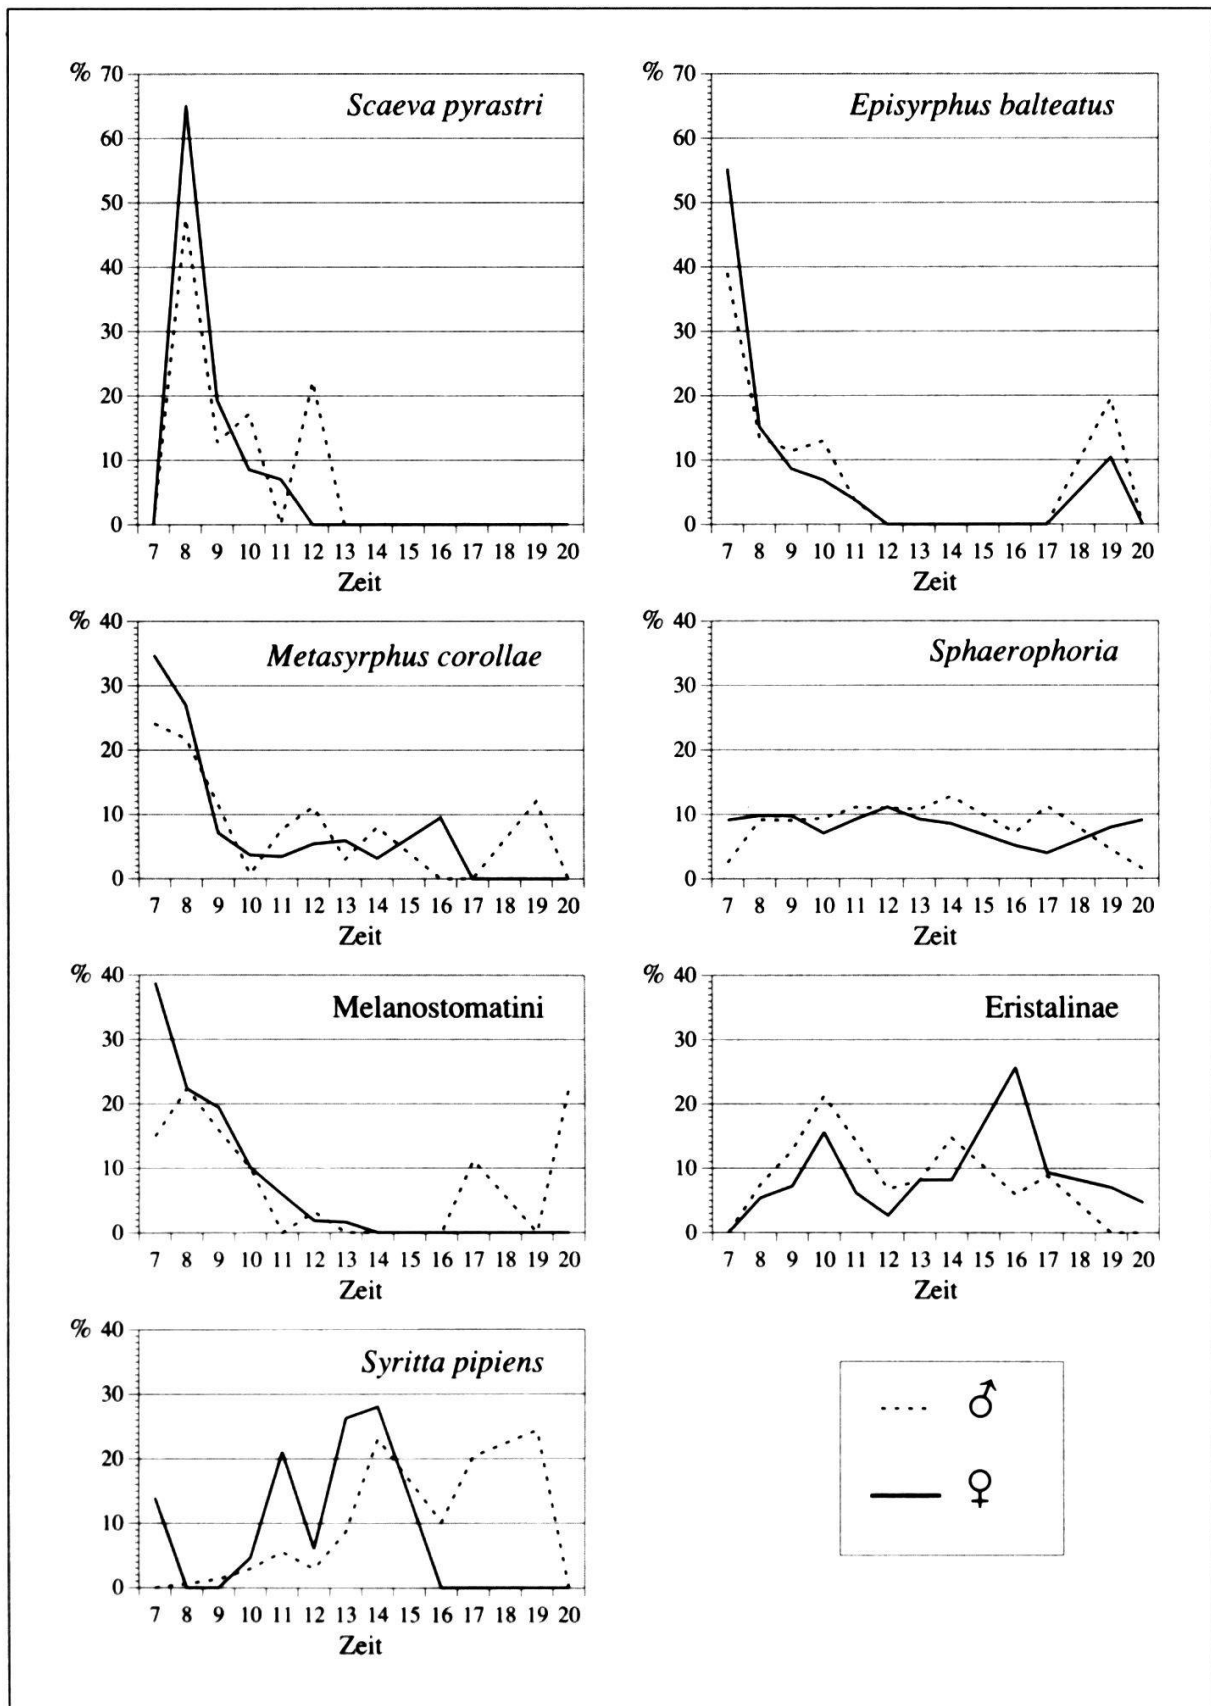 % 70
60
50
40
30
20
10
0
Scaeva pyrastri
7 8 9 10 11 12 13 14 15 16 17 18 19 20
Zeit
% 70
60
50
40
30
20
10
0
Episyrphus balteatus
7 8 9 10 11 12 13 14 15 16 17 18 19 20
Zeit
% 40
30
20
10
0
Metasyrphus corollae
7 8 9 10 11 12 13 14 15 16 17 18 19 20
Zeit
% 40
30
20
10
0
Sphaerophoria
7 8 9 10 11 12 13 14 15 16 17 18 19 20
Zeit
% 40
30
20
10
0
Melanostomatini
7 8 9 10 11 12 13 14 15 16 17 18 19 20
Zeit
% 40
30
20
10
0
Eristalinae
7 8 9 10 11 12 13 14 15 16 17 18 19 20
Zeit
% 40
30
20
10
0
Syritta pipiens
7 8 9 10 11 12 13 14 15 16 17 18 19 20
Zeit
♂
♀